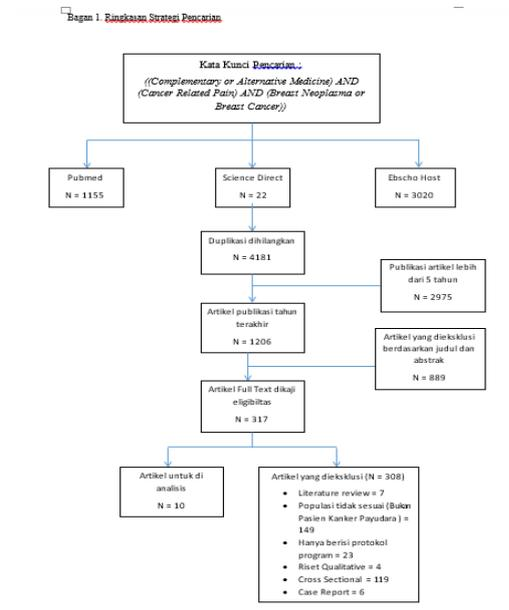 Bagan 1. Ringkasan Strategi Pencarian
Kata Kunci Pencarian :
((Complementary or Alternative Medicine) AND
(Cancer Related Pain) AND (Breast Neoplasma or
Breast Cancer))
Pubmed
N = 1155
Science Direct
N = 22
Ebscho Host
N = 3020
Duplikasi dihilangkan
N = 4181
Publikasi artikel lebih
dari 5 tahun
N = 2975
Artikel publikasi tahun
terakhir
N = 1206
Artikel yang dieksklusi
berdasarkan judul dan
abstrak
N = 889
Artikel Full Text dikaji
eligibiltas
N = 317
Artikel untuk di
analisis
N = 10
Artikel yang dieksklusi (N = 308)
• Literature review = 7
• Populasi tidak sesuai (Bukan
Pasien Kanker Payudara ) =
149
• Hanya berisi protokol
program = 23
• Riset Qualitative = 4
• Cross Sectional = 119
• Case Report = 6